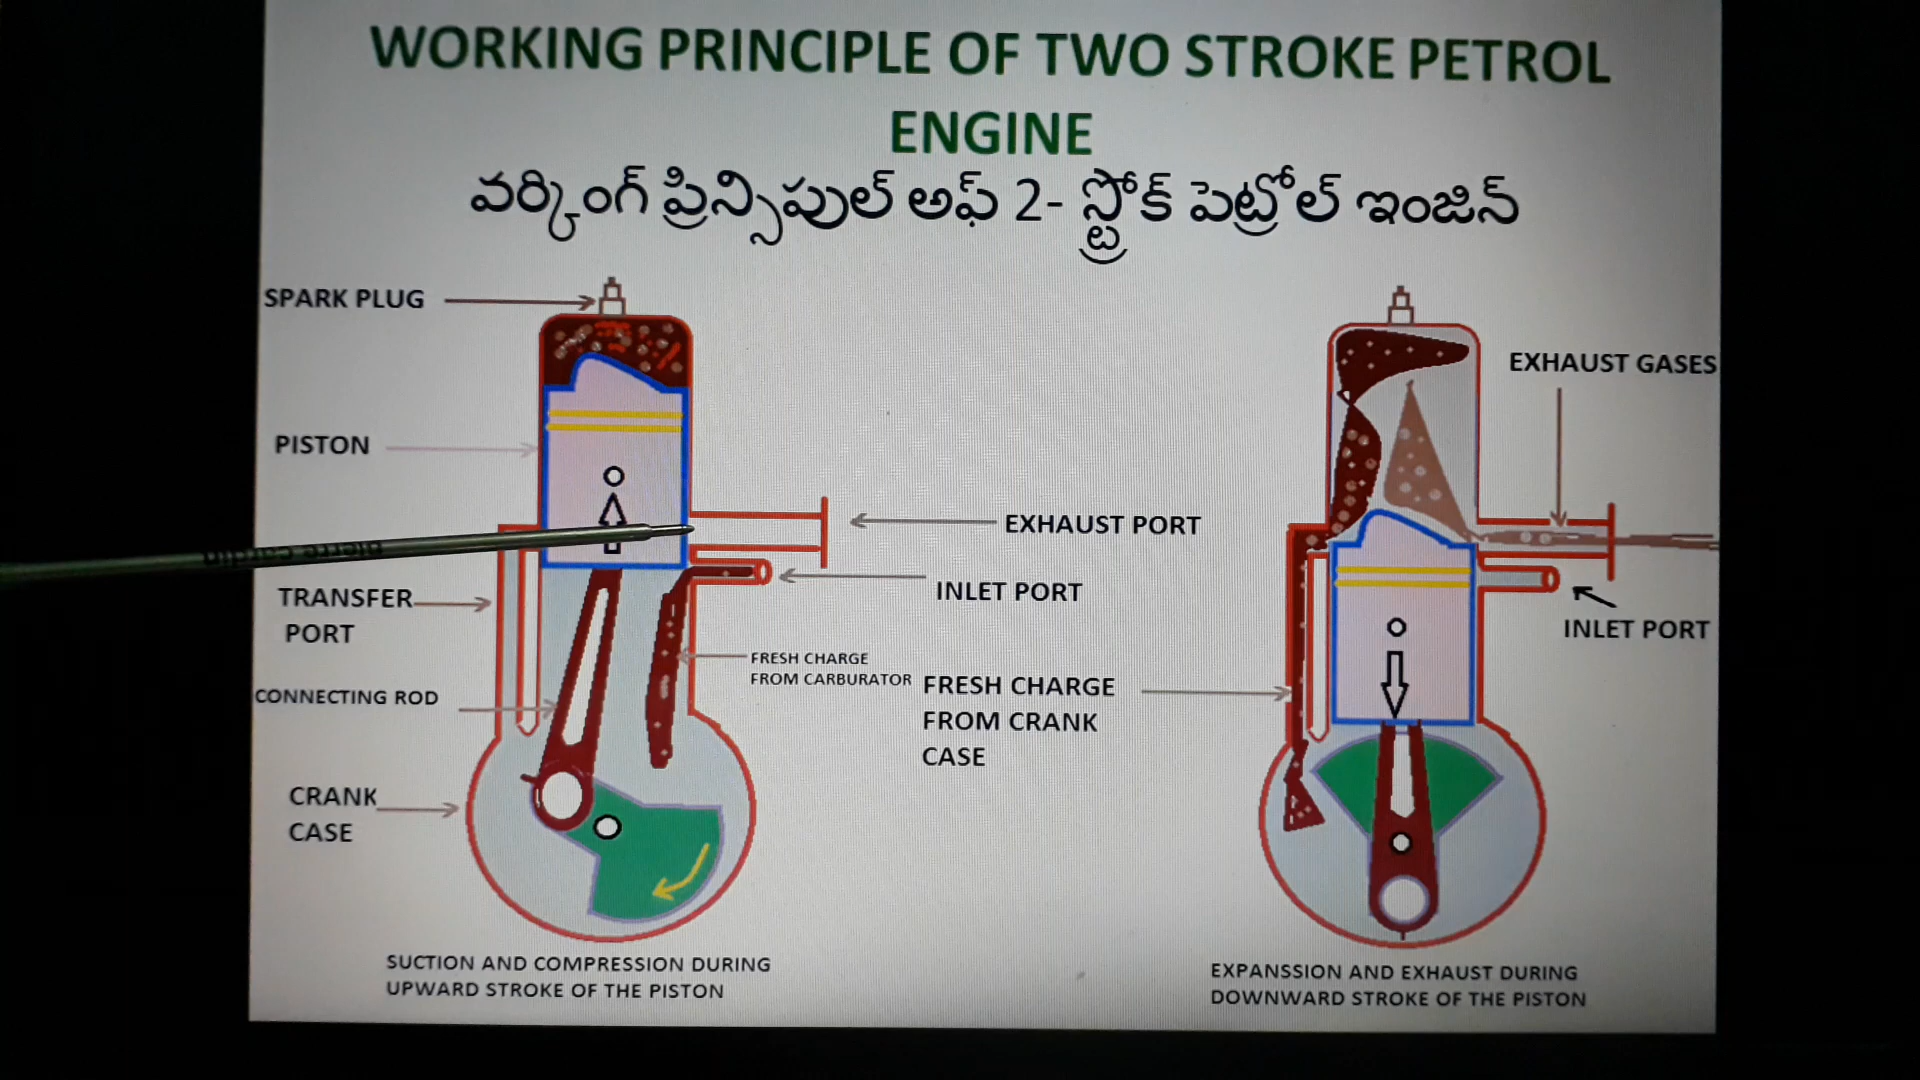 WORKING PRINCIPLE OF TWO STROKE PETROL
ENGINE
వర్కింగ్ ప్రిన్సిపుల్ అఫ్ 2- స్ట్రోక్ పెట్రోల్ ఇంజిన్
SPARK PLUG
PISTON
pierre cardin
TRANSFER
PORT
CONNECTING ROD
CRANK
CASE
EXHAUST PORT
INLET PORT
FRESH CHARGE
FROM CARBURATOR
SUCTION AND COMPRESSION DURING
UPWARD STROKE OF THE PISTON
EXHAUST GASES
INLET PORT
FRESH CHARGE
FROM CRANK
CASE
EXPANSSION AND EXHAUST DURING
DOWNWARD STROKE OF THE PISTON